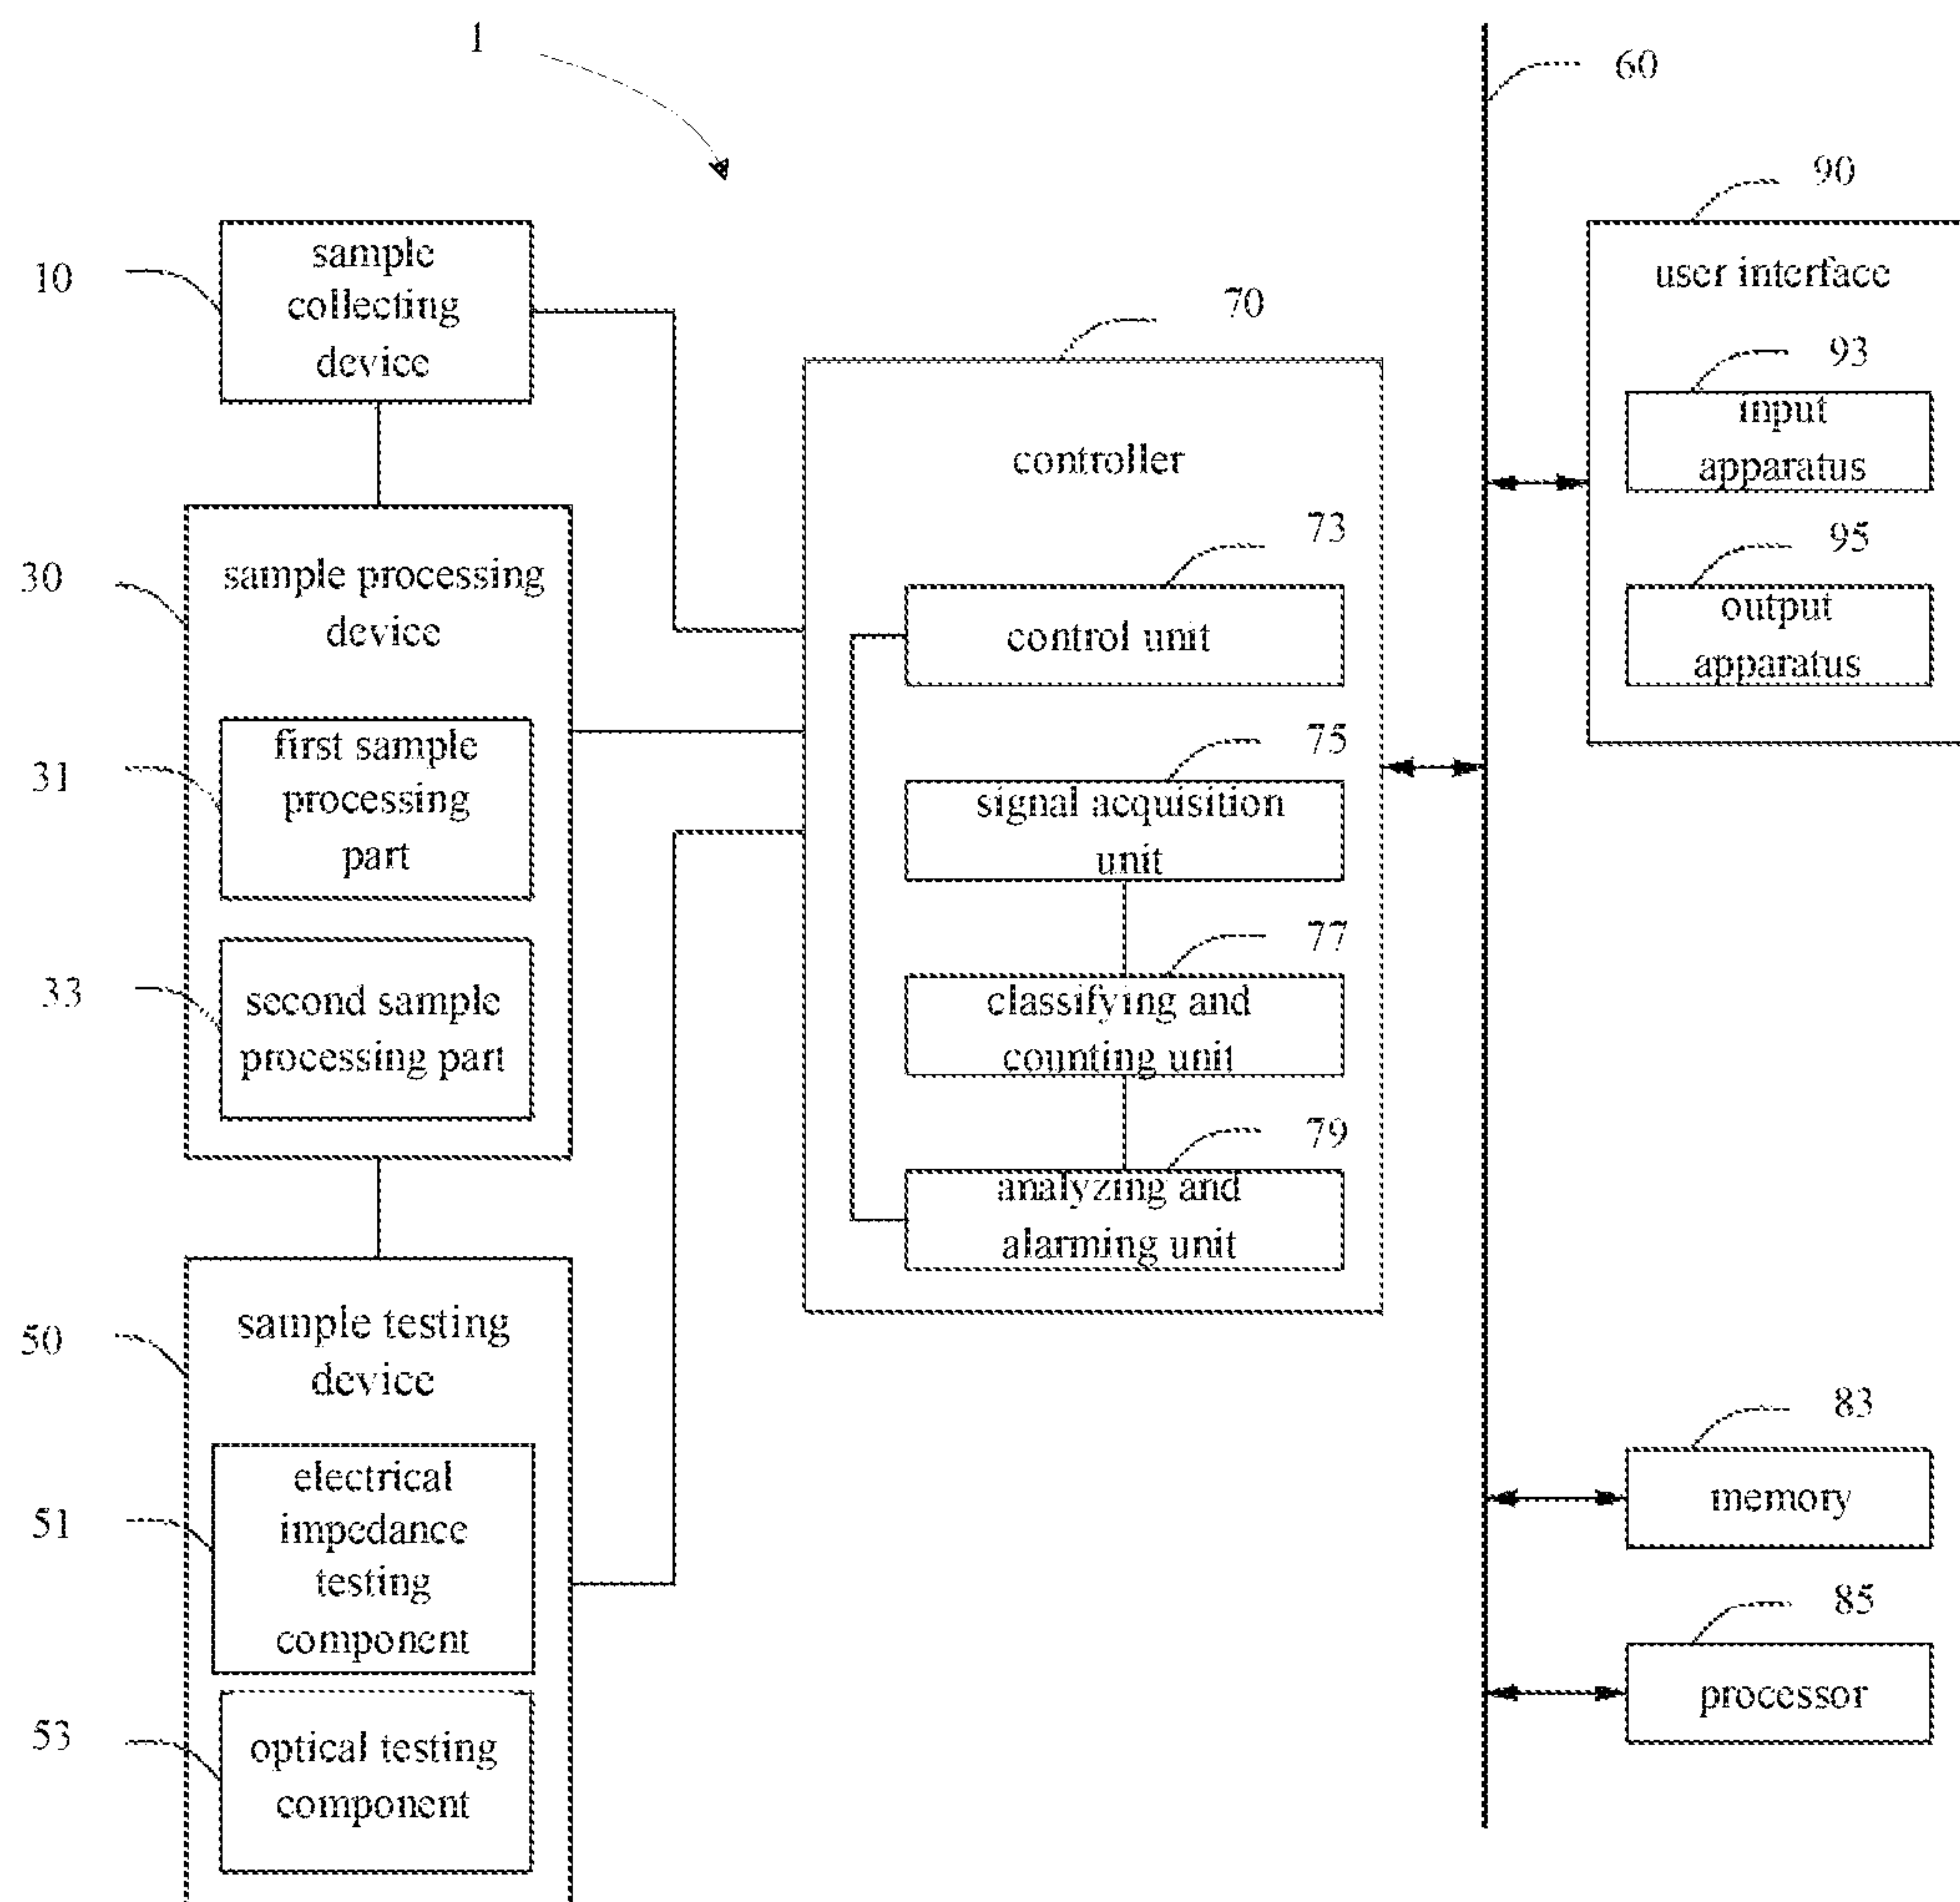 1
60
90
user interface
93
input
apparatus
95
output
apparatus
10
sample
collecting
device
70
controller
73
control unit
75
signal acquisition
unit
77
classifying and
counting unit
79
analyzing and
alarming unit
30
sample processing
device
31
first sample
processing
part
33
second sample
processing part
50
sample testing
device
51
electrical
impedance
testing
component
53
optical testing
component
83
memory
85
processor